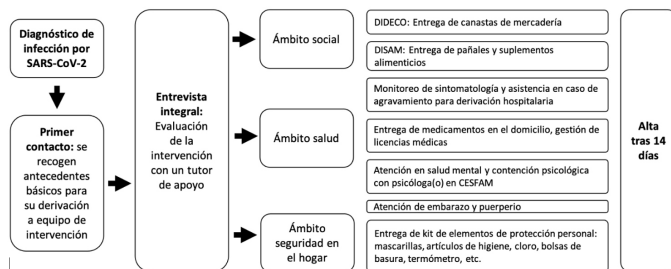 Diagnóstico de
infección por
SARS-CoV-2
Primer
contacto: se
recogen
antecedentes
básicos para
su derivación
a equipo de
intervención
Entrevista
integral:
Evaluación
de la
intervención
con un tutor
de apoyo
Ámbito social
DIDECO: Entrega de canastas de mercadería
DISAM: Entrega de pañales y suplementos
alimenticios
Ámbito salud
Monitoreo de sintomatología y asistencia en caso de
agravamiento para derivación hospitalaria
Entrega de medicamentos en el domicilio, gestión de
licencias médicas
Atención en salud mental y contención psicológica
con psicóloga(o) en CESFAM
Atención de embarazo y puerperio
Ámbito
seguridad en
el hogar
Entrega de kit de elementos de protección personal:
mascarillas, artículos de higiene, cloro, bolsas de
basura, termómetro, etc.
Alta
tras 14
días